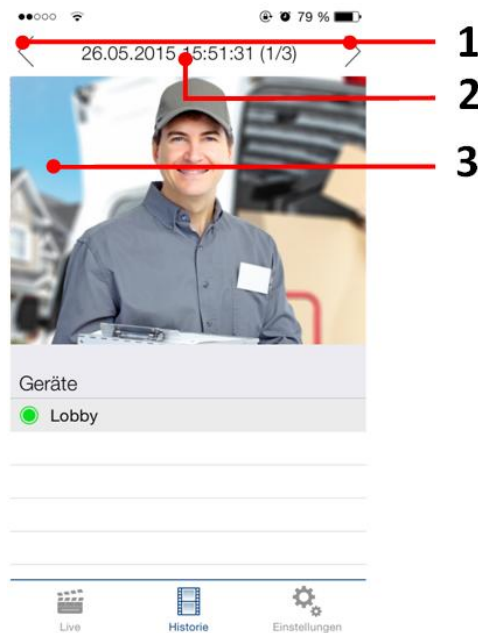 79 %
26.05.2015 15:51:31 (1/3)
1
2
3
Geräte
Lobby
Live
Historie
Einstellungen